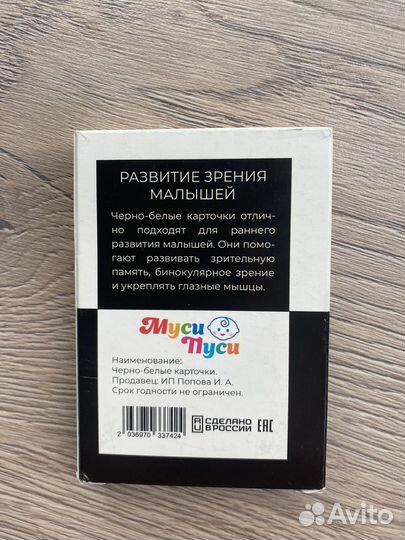 РАЗВИТИЕ ЗРЕНИЯ
МАЛЫШЕЙ
Черно-белые карточки отлич-
но подходят для раннего
развития малышей. Они помо-
гают развивать зрительную
память, бинокулярное зрение
и укреплять глазные мышцы.
Муси
Пуси
Наименование:
Черно-белые карточки.
Продавец: ИП Попова И. А.
Срок годности не ограничен.
2 036970 337424
RU СДЕЛАНО
В РОССИИ
ЕАС
Avito